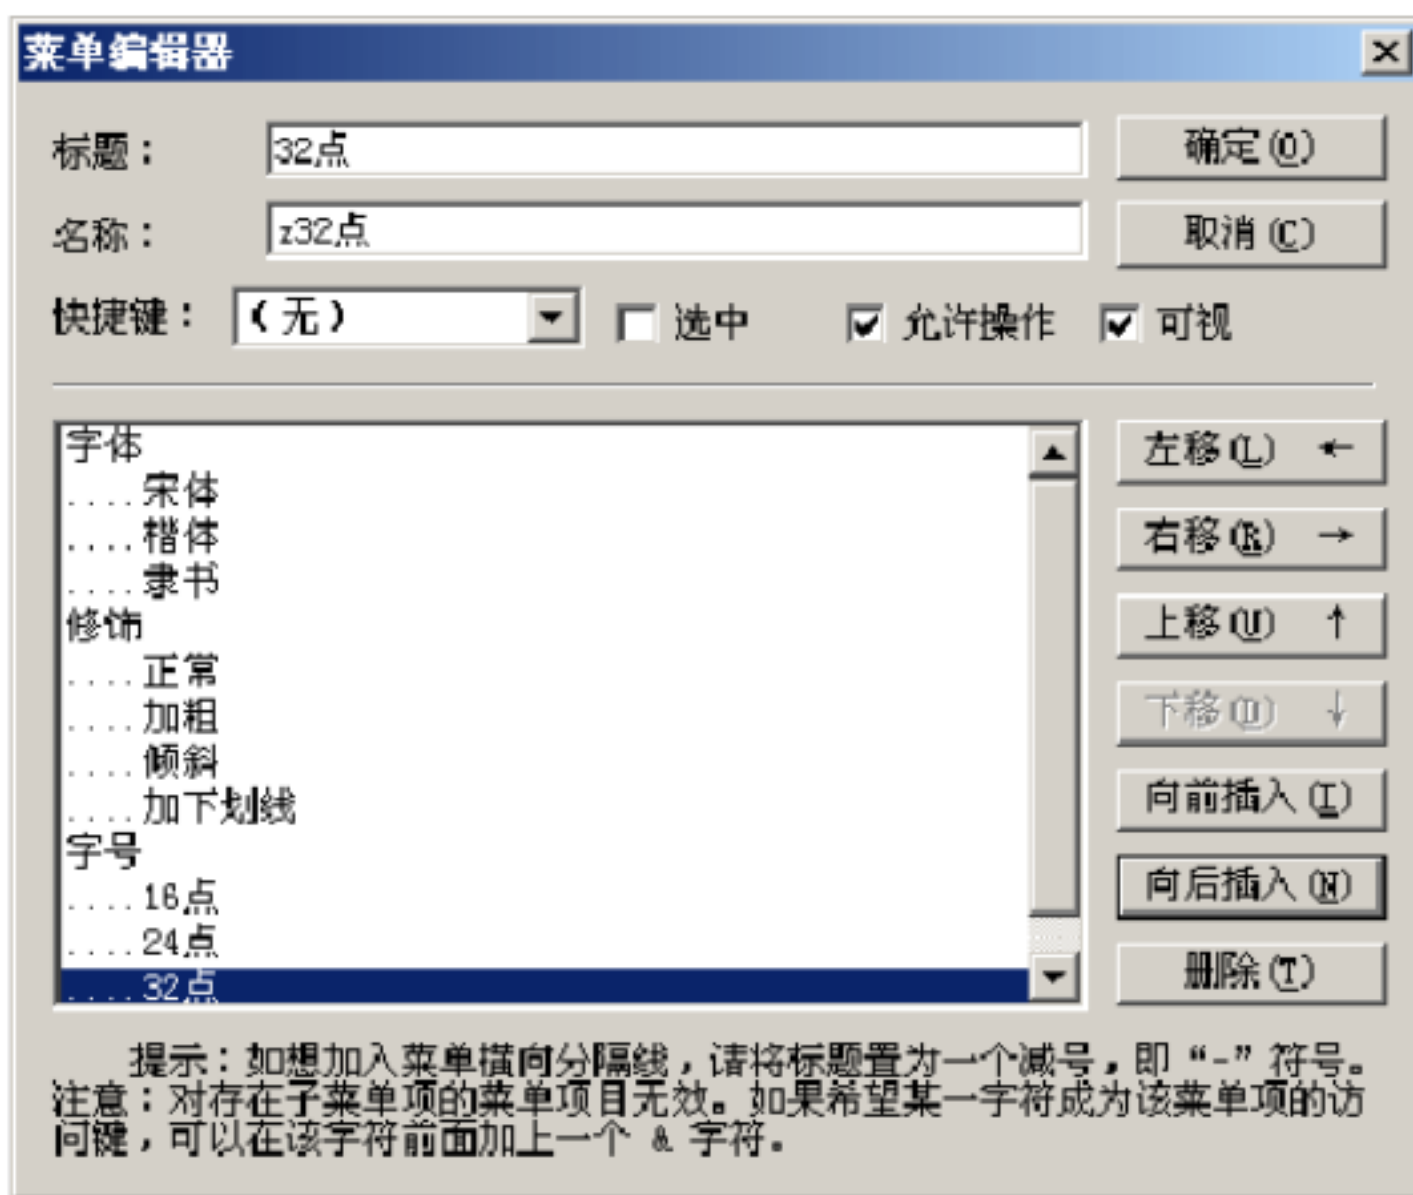 菜单编辑器
标题：
32点
确定(O)
名称：
z32点
取消(C)
快捷键：
(无)
选中
允许操作
可视
字体
....宋体
....楷体
....隶书
修饰
....正常
....加粗
....倾斜
....加下划线
字号
....16点
....24点
....32点
左移(L) ←
右移(R) →
上移(U) ↑
下移(D) ↓
向前插入(I)
向后插入(N)
删除(T)
提示：如想加入菜单横向分隔线，请将标题置为一个减号，即“-”符号。
注意：对存在子菜单项的菜单项目无效。如果希望某一字符成为该菜单项的访
问键，可以在该字符前面加上一个 & 字符。